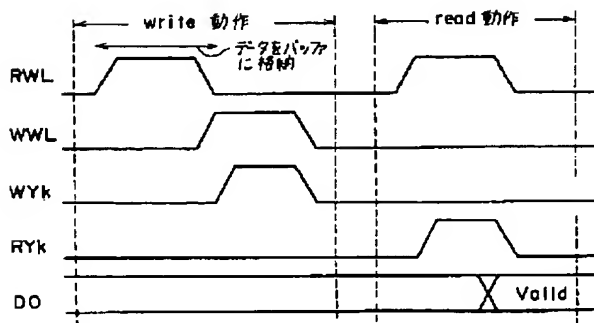 write 動作
read 動作
データをバッファ
に格納
RWL
WWL
WYk
RYk
DO
Valid